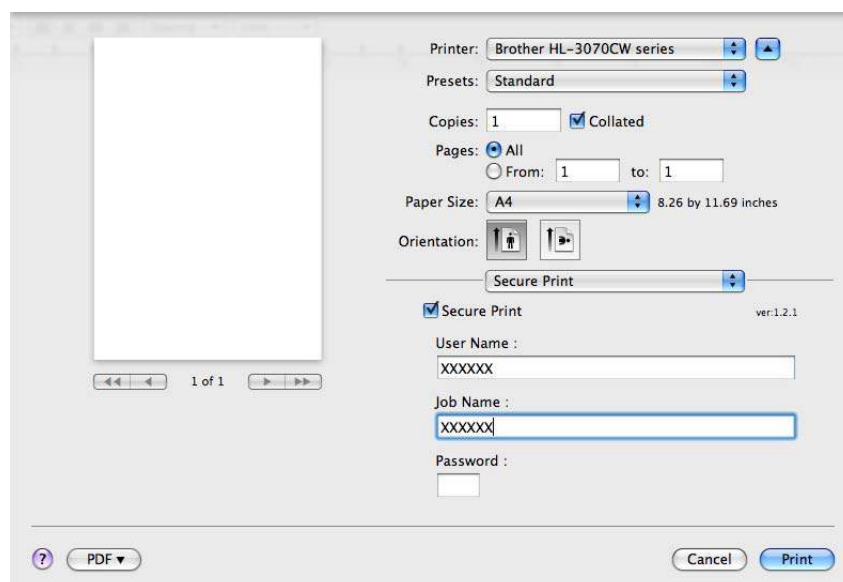 Printer: Brother HL-3070CW series
Presets: Standard
Copies: 1 Collated
Pages: All
From: 1 to: 1
Paper Size: A4 8.26 by 11.69 inches
Orientation:
Secure Print
Secure Print ver:1.2.1
User Name :
XXXXXX
1 of 1
Job Name :
XXXXXX
Password :
? PDF▼ Cancel Print